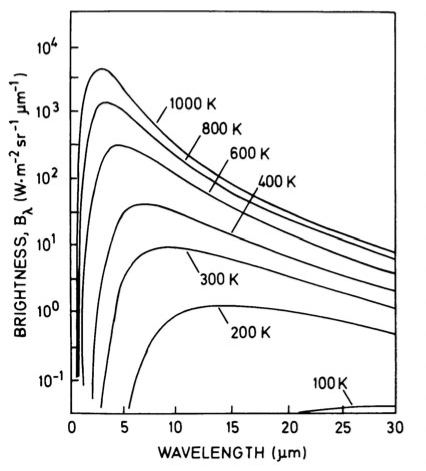 BRIGHTNESS, Bλ (W·m⁻² sr⁻¹ μm⁻¹)
10⁴
10³
10²
10¹
10⁰
10⁻¹
1000 K
800 K
600 K
400 K
300 K
200 K
100 K
0 5 10 15 20 25 30
WAVELENGTH (μm)